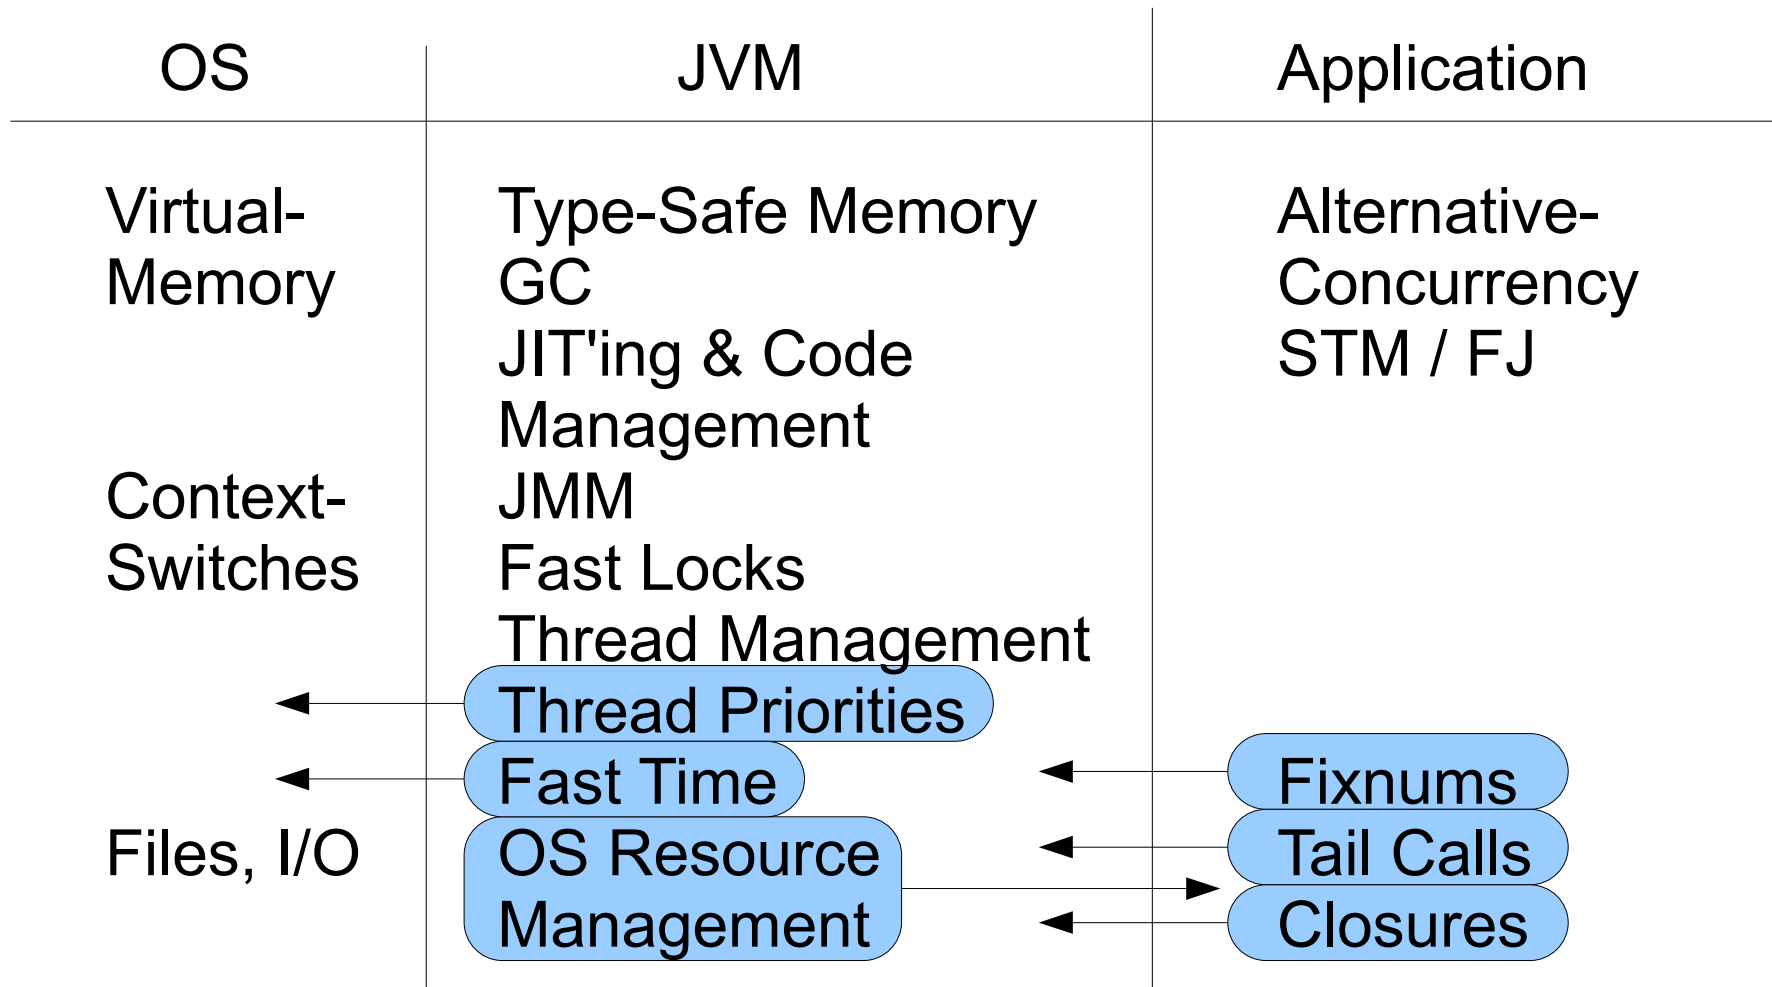 OS
JVM
Application
Virtual-
Memory
Type-Safe Memory
GC
JIT'ing & Code
Management
Alternative-
Concurrency
STM / FJ
Context-
Switches
JMM
Fast Locks
Thread Management
Thread Priorities
Fast Time
Files, I/O
OS Resource
Management
Fixnums
Tail Calls
Closures